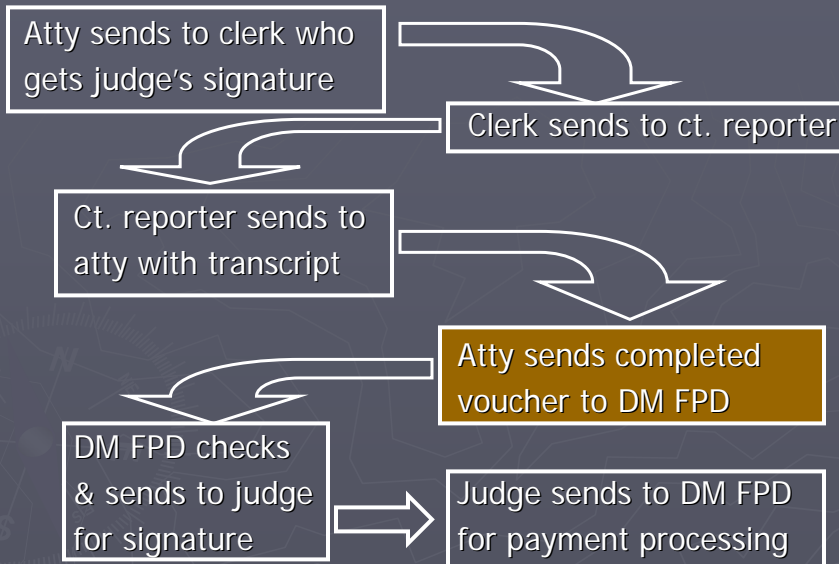 Atty sends to clerk who
gets judge's signature
Clerk sends to ct. reporter
Ct. reporter sends to
atty with transcript
Atty sends completed
voucher to DM FPD
DM FPD checks
& sends to judge
for signature
Judge sends to DM FPD
for payment processing
N
S